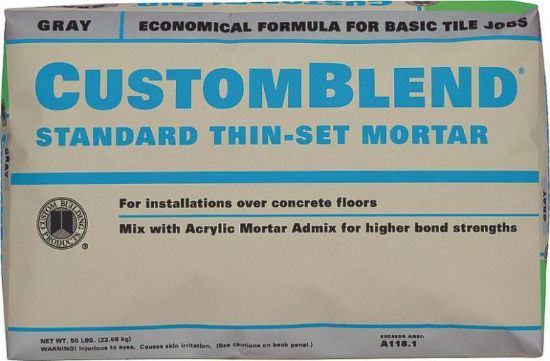 GRAY
ECONOMICAL FORMULA FOR BASIC TILE JOBS
CUSTOMBLEND®
STANDARD THIN-SET MORTAR
GRAY
For installations over concrete floors
Mix with Acrylic Mortar Admix for higher bond strengths
CUSTOM BUILDING PRODUCTS ®
NET WT. 50 LBS. (22.68 kg)
WARNING! Injurious to eyes. Causes skin irritation. (See cautions on back panel.)
EXCEEDS ANSI:
A118.1